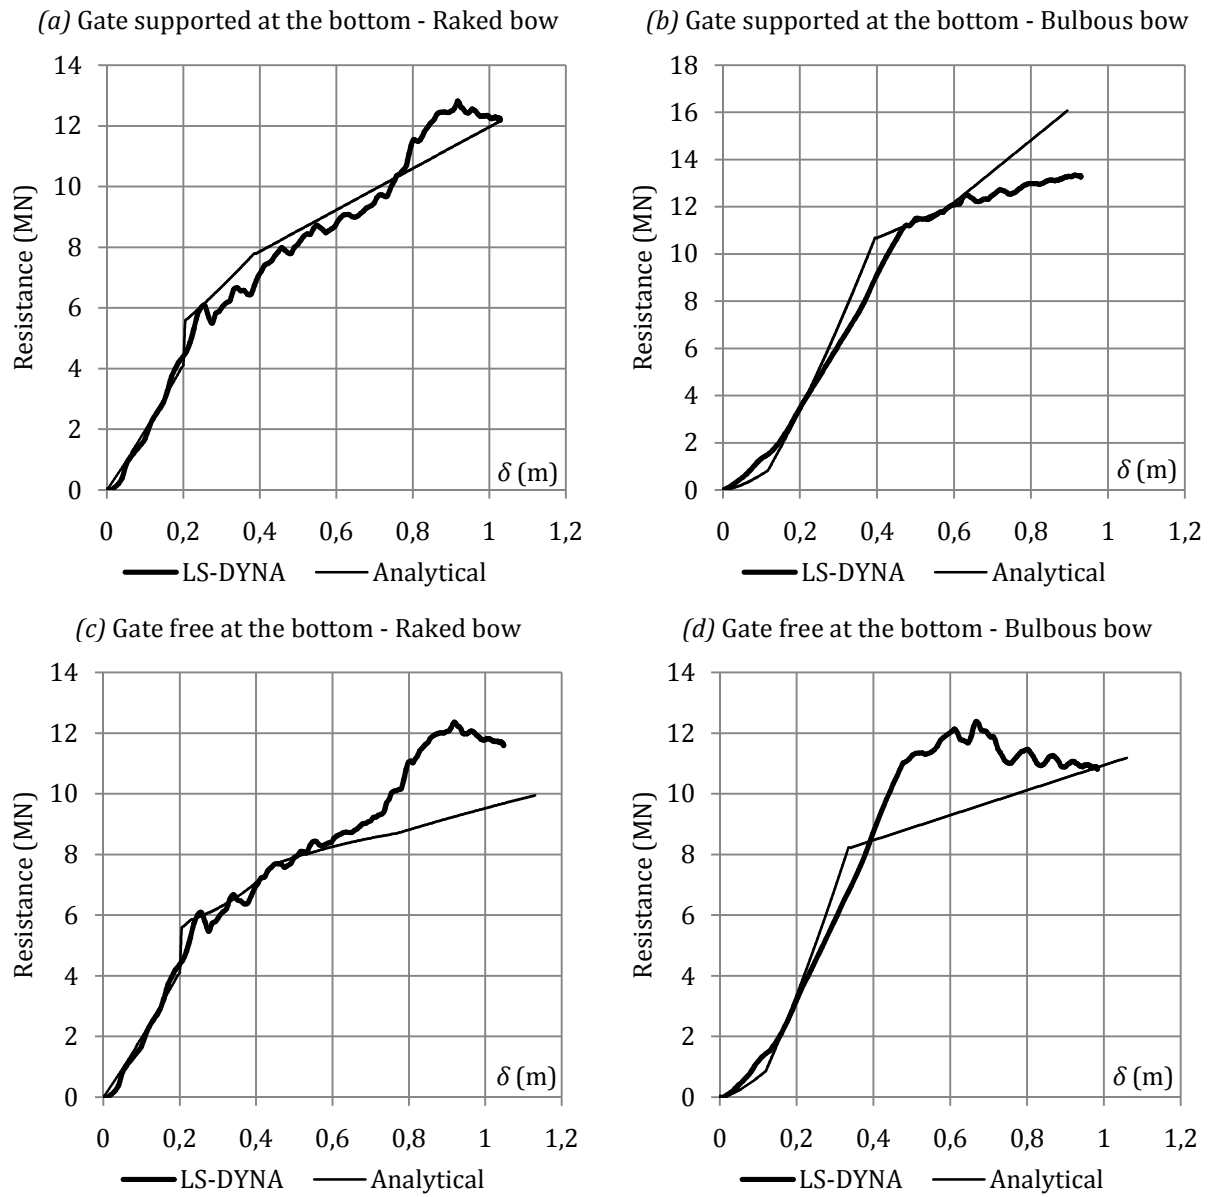 (a) Gate supported at the bottom - Raked bow
14
12
10
8
6
4
2
0
Resistance (MN)
δ (m)
0 0,2 0,4 0,6 0,8 1 1,2
LS-DYNA Analytical
(b) Gate supported at the bottom - Bulbous bow
18
16
14
12
10
8
6
4
2
0
Resistance (MN)
δ (m)
0 0,2 0,4 0,6 0,8 1 1,2
LS-DYNA Analytical
(c) Gate free at the bottom - Raked bow
14
12
10
8
6
4
2
0
Resistance (MN)
δ (m)
0 0,2 0,4 0,6 0,8 1 1,2
LS-DYNA Analytical
(d) Gate free at the bottom - Bulbous bow
14
12
10
8
6
4
2
0
Resistance (MN)
δ (m)
0 0,2 0,4 0,6 0,8 1 1,2
LS-DYNA Analytical